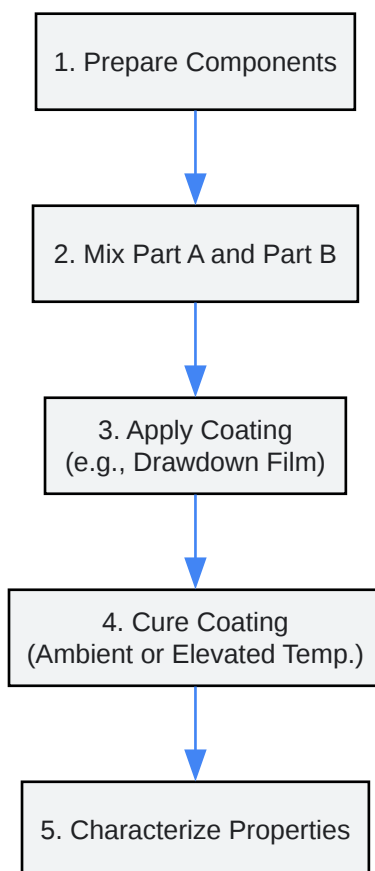 1. Prepare Components
2. Mix Part A and Part B
3. Apply Coating
(e.g., Drawdown Film)
4. Cure Coating
(Ambient or Elevated Temp.)
5. Characterize Properties